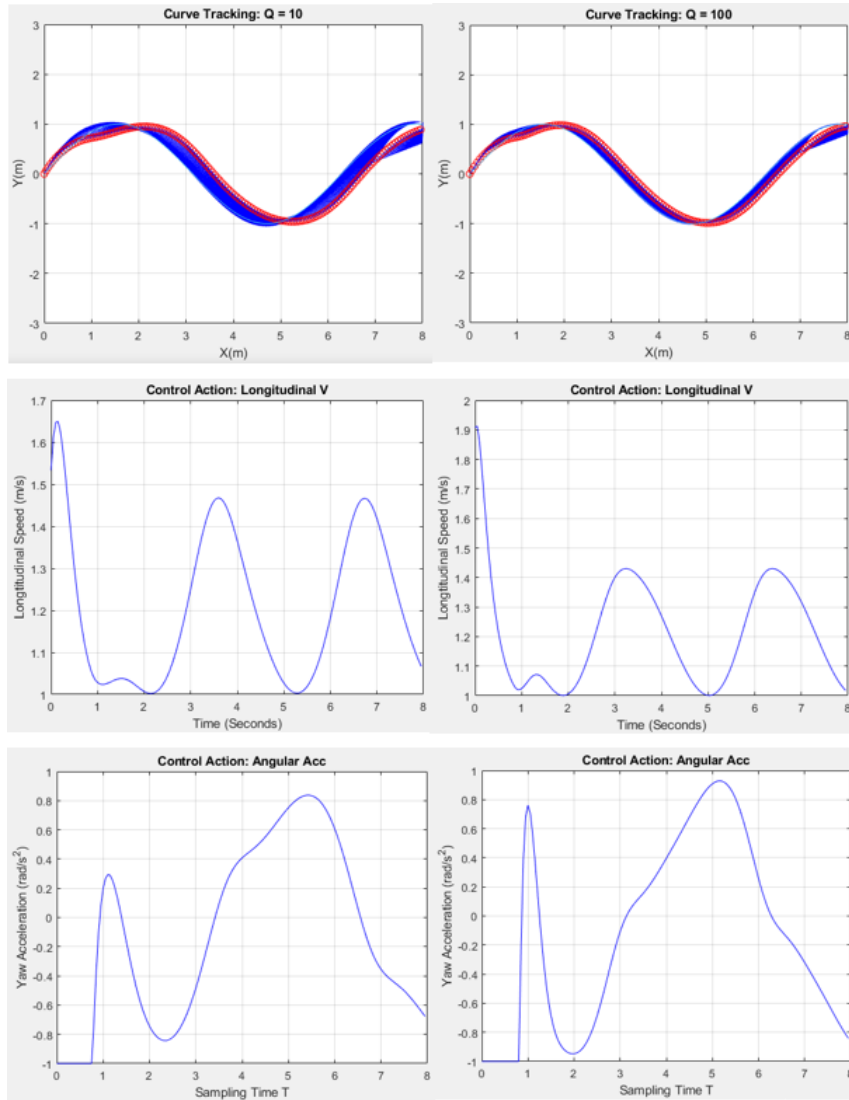 Curve Tracking: Q = 10
3
2
1
0
-1
-2
-3
Y(m)
0 1 2 3 4 5 6 7 8
X(m)
Curve Tracking: Q = 100
3
2
1
0
-1
-2
-3
Y(m)
0 1 2 3 4 5 6 7 8
X(m)
Control Action: Longitudinal V
1.7
1.6
1.5
1.4
1.3
1.2
1.1
1
Longtitudinal Speed (m/s)
0 1 2 3 4 5 6 7 8
Time (Seconds)
Control Action: Longitudinal V
2
1.9
1.8
1.7
1.6
1.5
1.4
1.3
1.2
1.1
1
Longtitudinal Speed (m/s)
0 1 2 3 4 5 6 7 8
Time (Seconds)
Control Action: Angular Acc
1
0.8
0.6
0.4
0.2
0
-0.2
-0.4
-0.6
-0.8
-1
Yaw Acceleration (rad/s²)
0 1 2 3 4 5 6 7 8
Sampling Time T
Control Action: Angular Acc
1
0.8
0.6
0.4
0.2
0
-0.2
-0.4
-0.6
-0.8
-1
Yaw Acceleration (rad/s²)
0 1 2 3 4 5 6 7 8
Sampling Time T